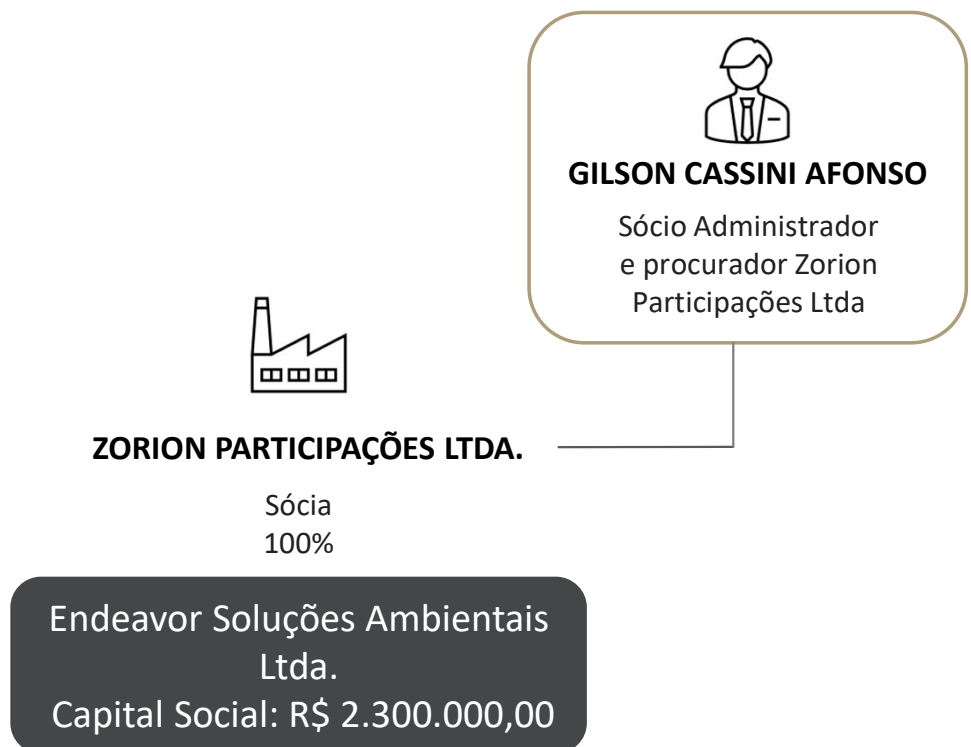 GILSON CASSINI AFONSO
Sócio Administrador
e procurador Zorion
Participações Ltda
ZORION PARTICIPAÇÕES LTDA.
Sócia
100%
Endeavor Soluções Ambientais
Ltda.
Capital Social: R$ 2.300.000,00